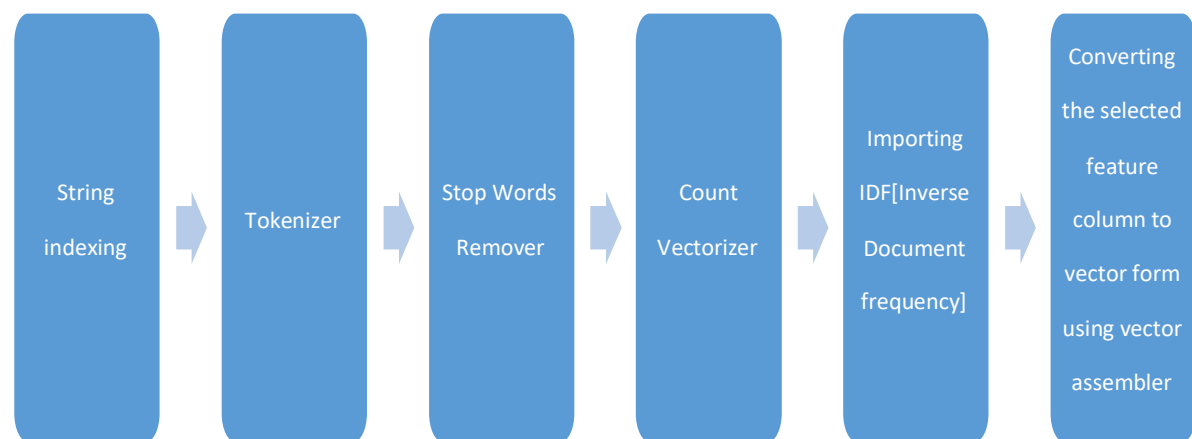 String
indexing
Tokenizer
Stop Words
Remover
Count
Vectorizer
Importing
IDF[Inverse
Document
frequency]
Converting
the selected
feature
column to
vector form
using vector
assembler